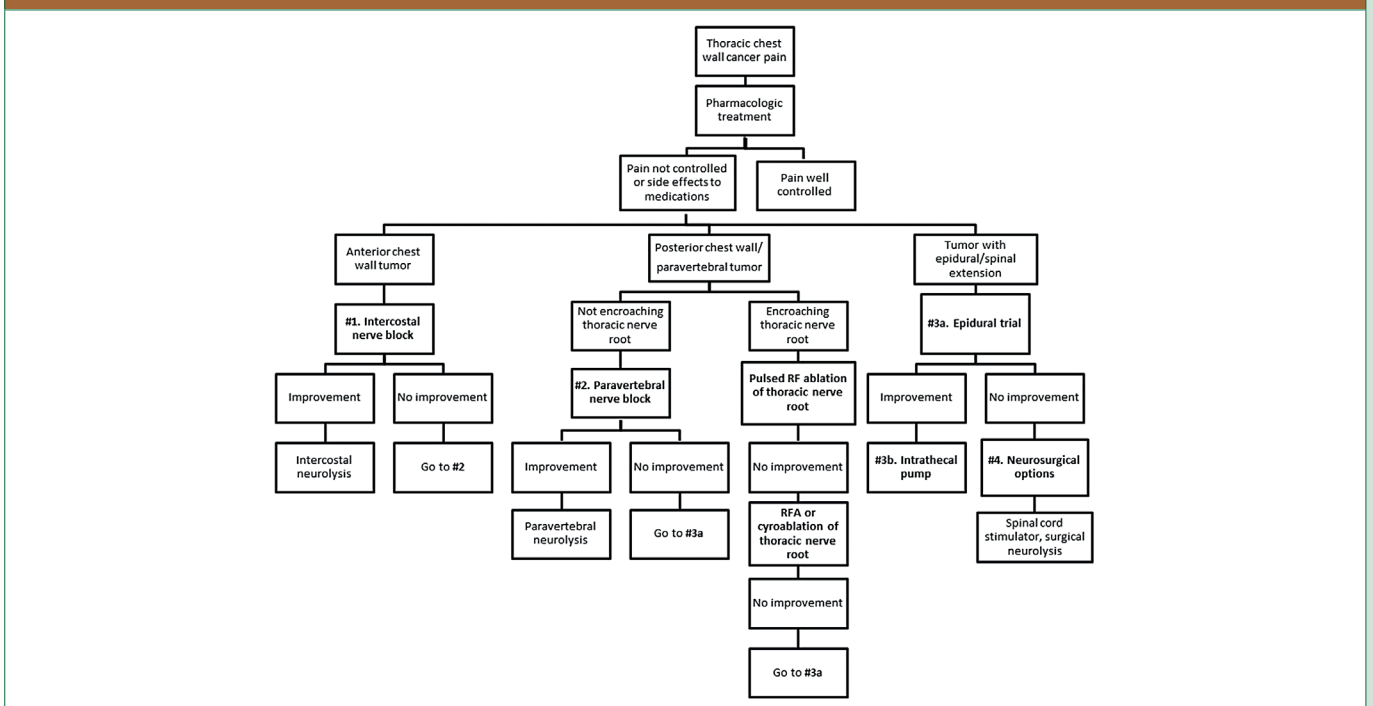 Thoracic chest
wall cancer pain
Pharmacologic
treatment
Pain not controlled
or side effects to
medications
Pain well
controlled
Anterior chest
wall tumor
Posterior chest wall/
paravertebral tumor
Tumor with
epidural/spinal
extension
#1. Intercostal
nerve block
Not encroaching
thoracic nerve
root
Encroaching
thoracic nerve
root
#3a. Epidural trial
Improvement
No improvement
#2. Paravertebral
nerve block
Pulsed RF ablation
of thoracic nerve
root
Improvement
No improvement
Intercostal
neurolysis
Go to #2
Improvement
No improvement
No improvement
#3b. Intrathecal
pump
#4. Neurosurgical
options
Paravertebral
neurolysis
Go to #3a
RFA or
cyroablation of
thoracic nerve
root
Spinal cord
stimulator, surgical
neurolysis
No improvement
Go to #3a